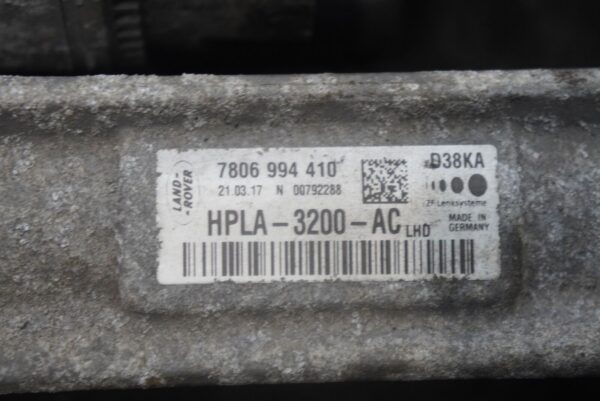 LAND-
-ROVER
7806 994 410
D38KA
21.03.17 N 00792288
ZF Lenksysteme
HPLA-3200-AC LHD
MADE IN
GERMANY